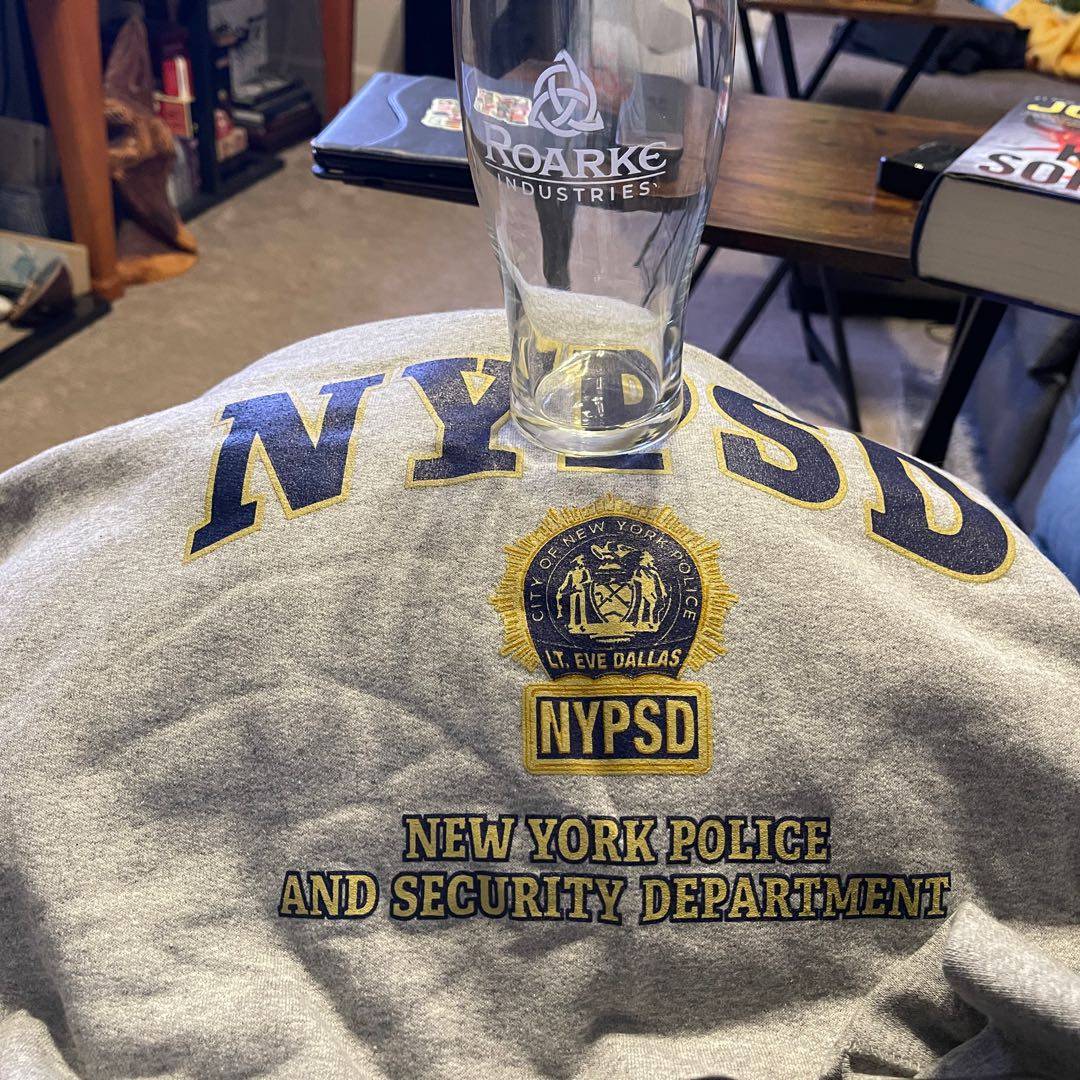 ROARKE
INDUSTRIES
NYPSD
CITY OF NEW YORK POLICE
LT. EVE DALLAS
NYPSD
NEW YORK POLICE
AND SECURITY DEPARTMENT